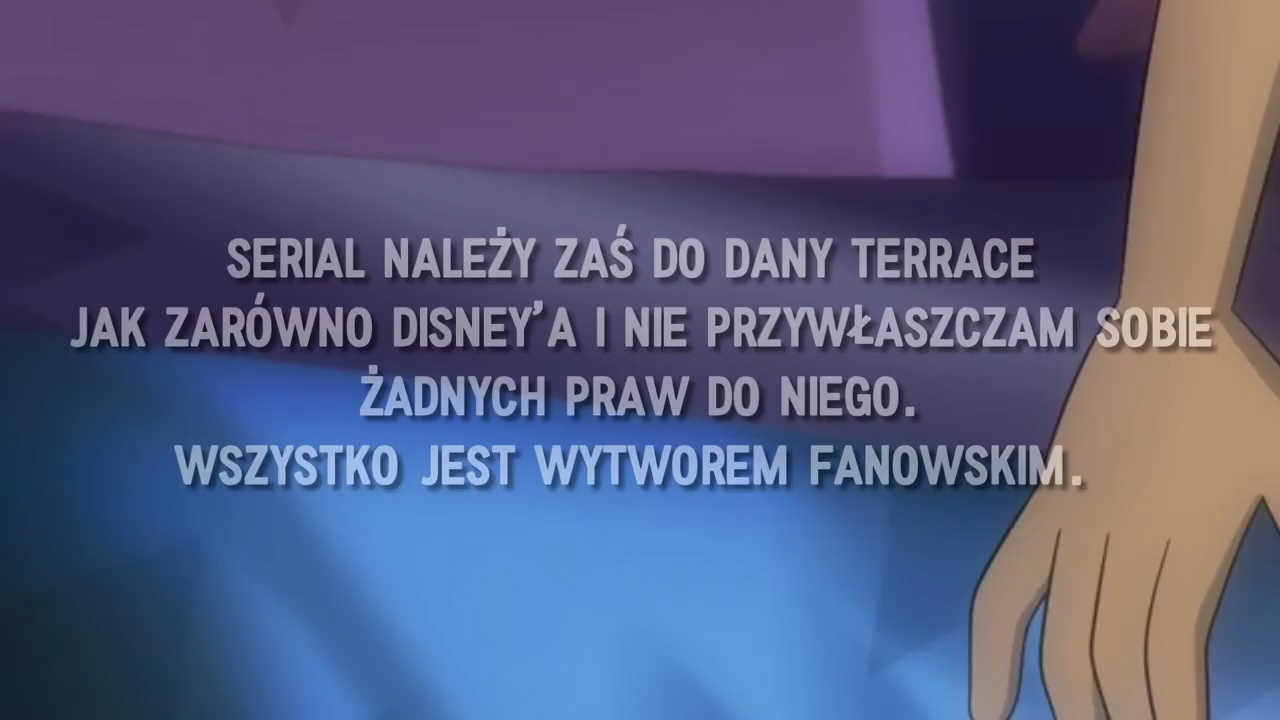 SERIAL NALEŻY ZAŚ DO DANY TERRACE
JAK ZARÓWNO DISNEY'A I NIE PRZYWŁASZCZAM SOBIE
ŻADNYCH PRAW DO NIEGO.
WSZYSTKO JEST WYTWOREM FANOWSKIM.